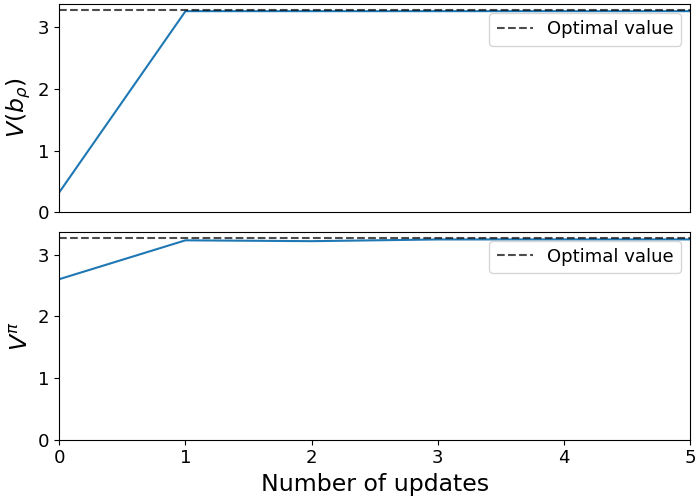 3
2
1
0
V(b_ρ)
Optimal value
3
2
1
0
V^π
Optimal value
0 1 2 3 4 5
Number of updates